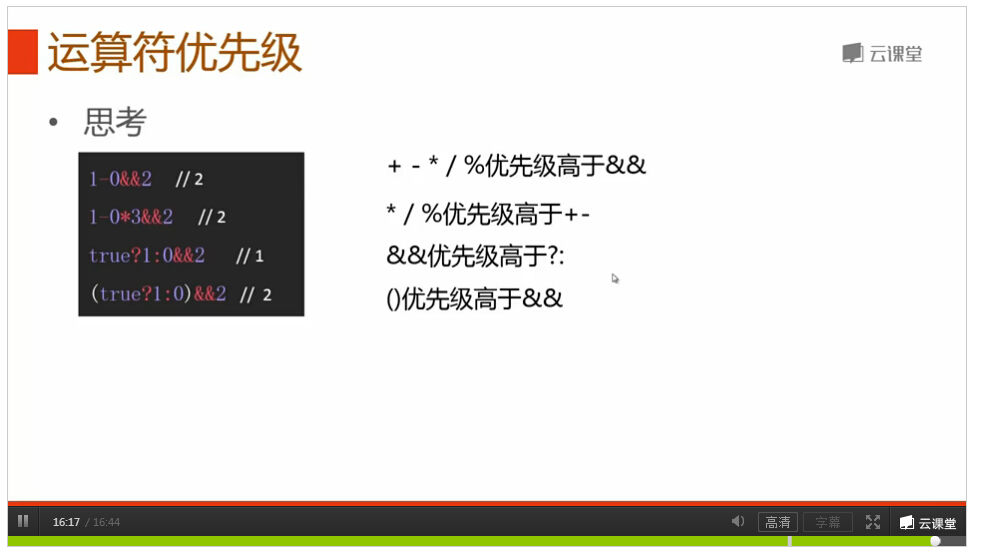 运算符优先级
云课堂
• 思考
1-0&&2 // 2
1-0*3&&2 // 2
true?1:0&&2 // 1
(true?1:0)&&2 // 2
+ - * / %优先级高于&&
* / %优先级高于+-
&&优先级高于?:
()优先级高于&&
16:17 / 16:44
高清
字幕
云课堂